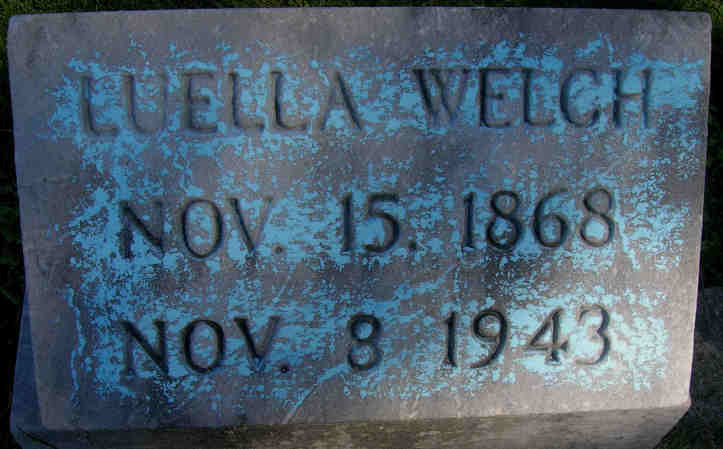 LUELLA WELCH
NOV. 15. 1868
NOV. 8 1943